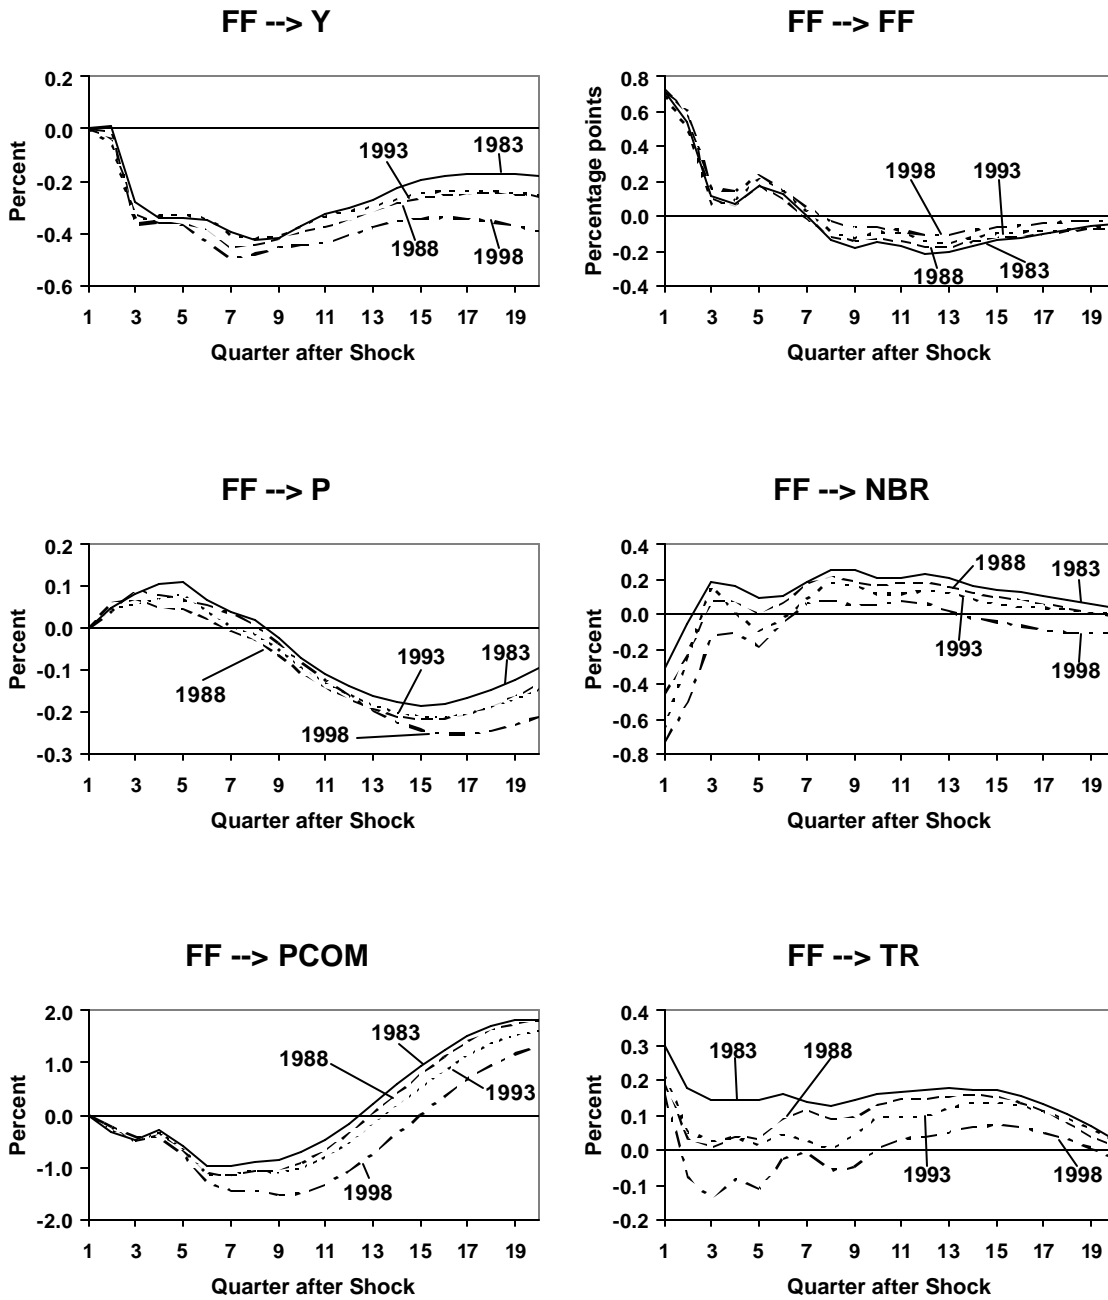 FF --> Y
Percent
0.2
0.0
-0.2
-0.4
-0.6
1993
1983
1988
1998
1 3 5 7 9 11 13 15 17 19
Quarter after Shock
FF --> FF
Percentage points
0.8
0.6
0.4
0.2
0.0
-0.2
-0.4
1998
1993
1988
1983
1 3 5 7 9 11 13 15 17 19
Quarter after Shock
FF --> P
Percent
0.2
0.1
0.0
-0.1
-0.2
-0.3
1988
1993
1983
1998
1 3 5 7 9 11 13 15 17 19
Quarter after Shock
FF --> NBR
Percent
0.4
0.2
0.0
-0.2
-0.4
-0.6
-0.8
1988
1983
1993
1998
1 3 5 7 9 11 13 15 17 19
Quarter after Shock
FF --> PCOM
Percent
2.0
1.0
0.0
-1.0
-2.0
1983
1988
1993
1998
1 3 5 7 9 11 13 15 17 19
Quarter after Shock
FF --> TR
Percent
0.4
0.3
0.2
0.1
0.0
-0.1
-0.2
1983
1988
1993
1998
1 3 5 7 9 11 13 15 17 19
Quarter after Shock